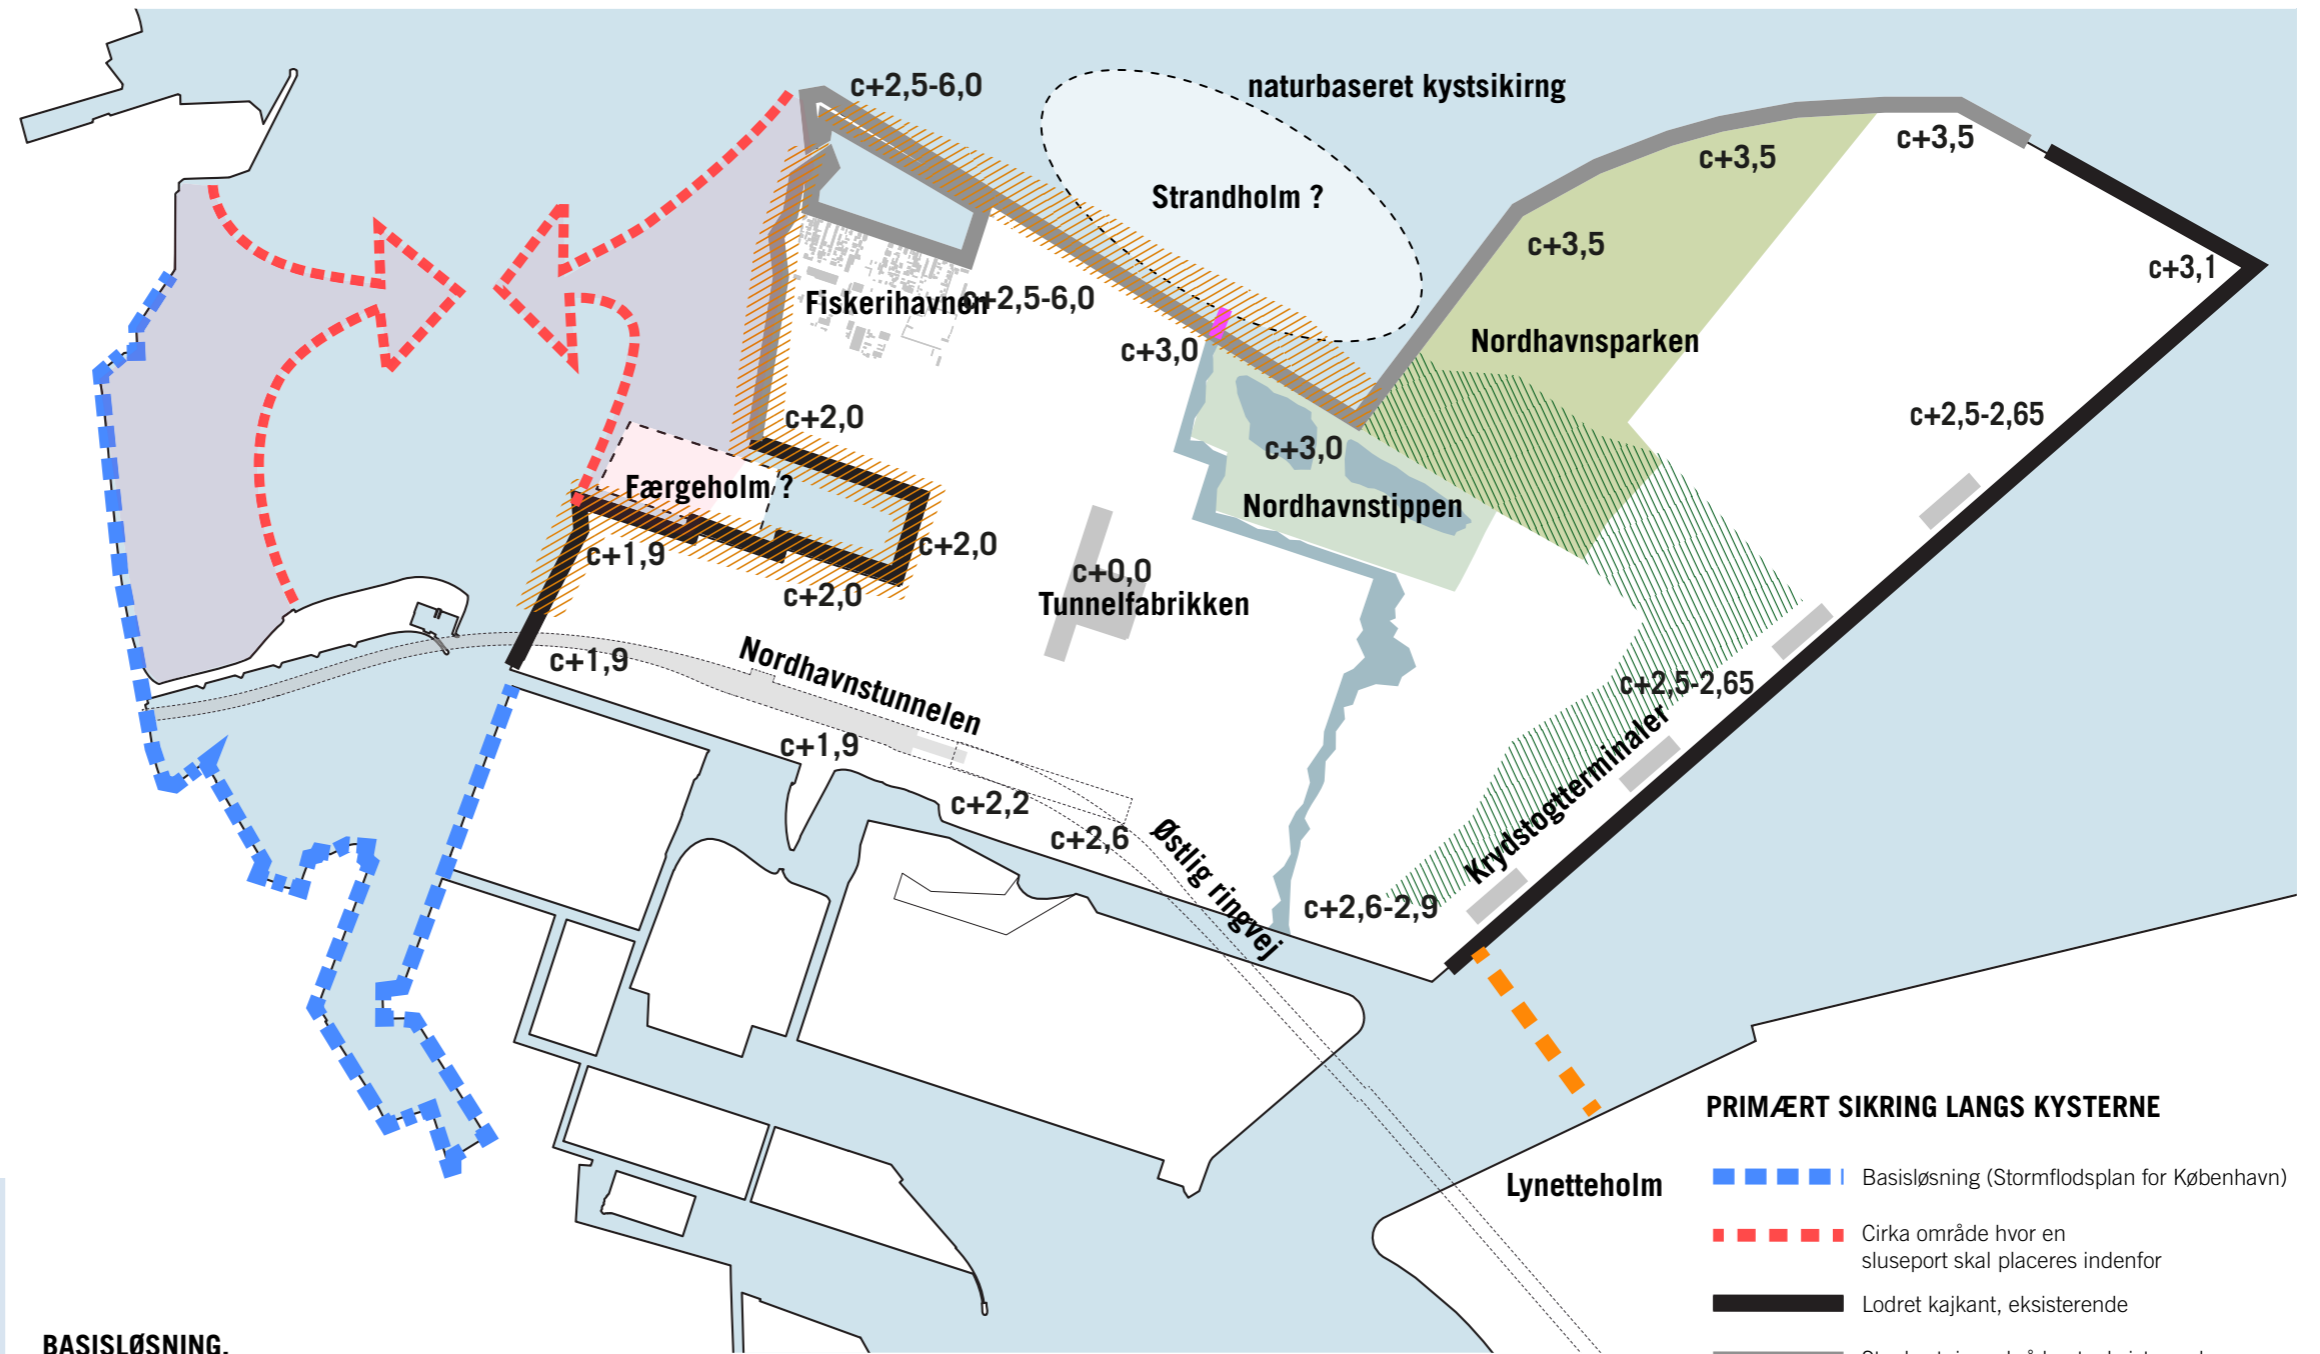 c+2,5-6,0
naturbaseret kystsikirng
c+3,5
c+3,5
Strandholm ?
c+3,5
c+3,1
Fiskerihavnen
c+2,5-6,0
c+3,0
Nordhavnsparken
c+2,0
c+2,5-2,65
c+3,0
Færgeholm ?
Nordhavnstippen
c+1,9
c+2,0
c+0,0
Tunnelfabrikken
c+2,0
c+1,9
Nordhavnstunnelen
c+2,5-2,65
c+1,9
Krydstogtterminaler
c+2,2
c+2,6
Østlig ringvej
c+2,6-2,9
PRIMÆRT SIKRING LANGS KYSTERNE
Lynetteholm
Basisløsning (Stormflodsplan for København)
Cirka område hvor en
sluseport skal placeres indenfor
Lodret kajkant, eksisterende
BASISLØSNING.